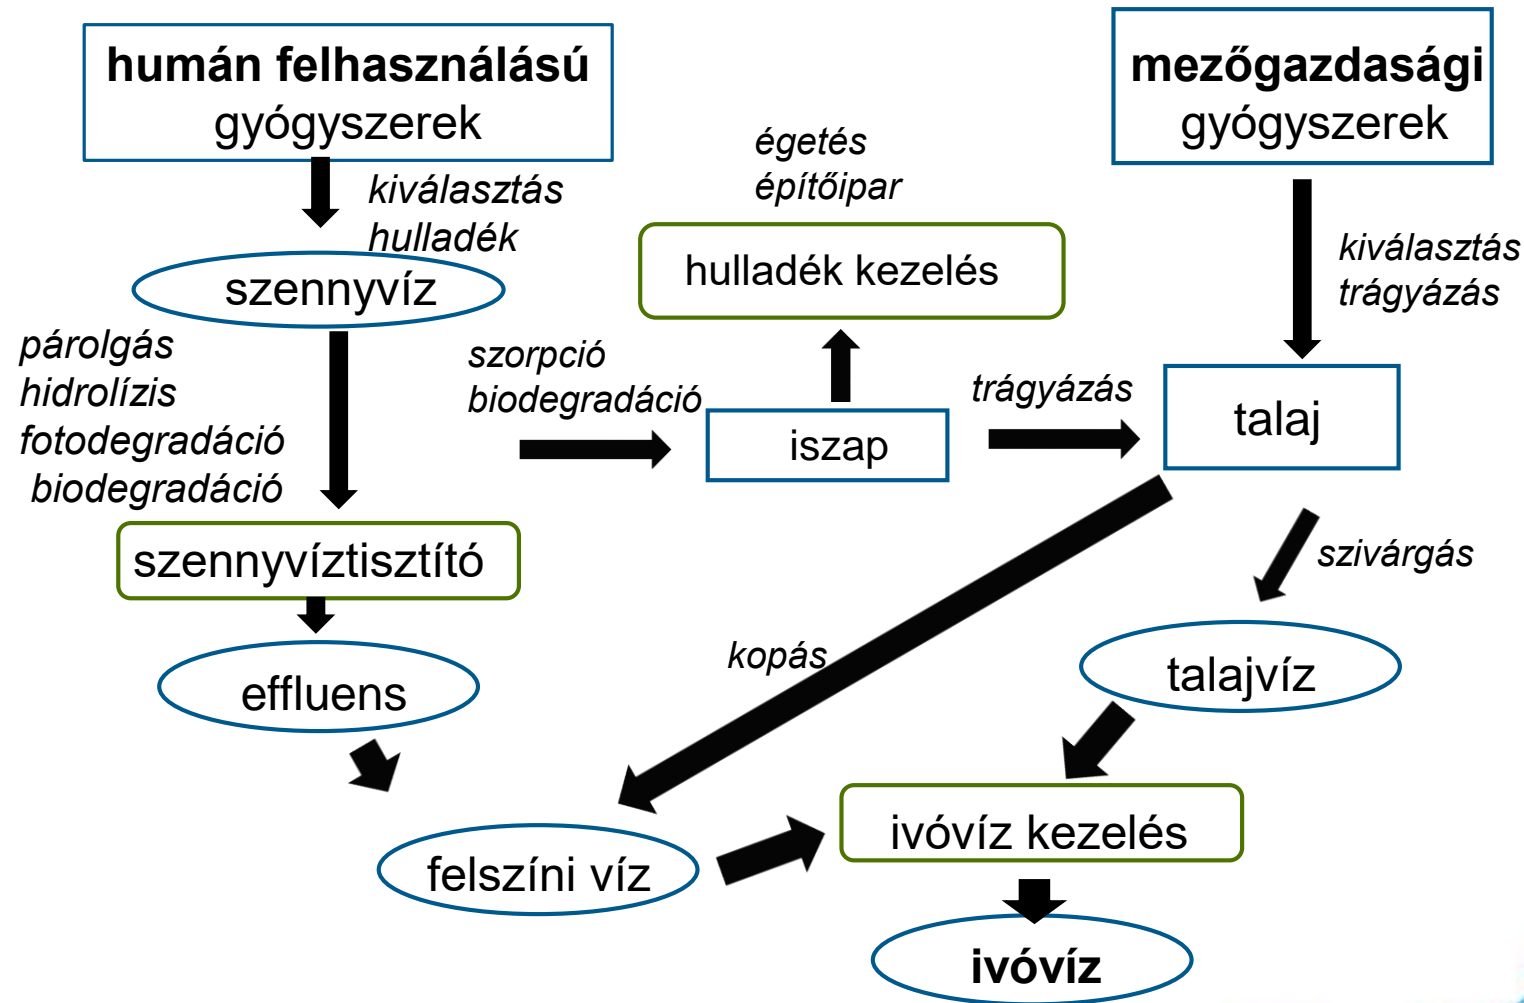 humán felhasználású
gyógyszerek
mezőgazdasági
gyógyszerek
égetés
építőipar
kiválasztás
hulladék
hulladék kezelés
kiválasztás
trágyázás
szennyvíz
párolgás
hidrolízis
fotodegradáció
biodegradáció
szorpció
biodegradáció
iszap
trágyázás
talaj
szennyvíztisztító
szivárgás
effluens
kopás
talajvíz
felszíni víz
ivóvíz kezelés
ivóvíz